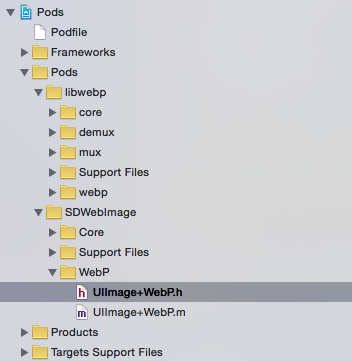 Pods
Podfile
Frameworks
Pods
libwebp
core
demux
mux
Support Files
webp
SDWebImage
Core
Support Files
WebP
h UIImage+WebP.h
m UIImage+WebP.m
Products
Targets Support Files